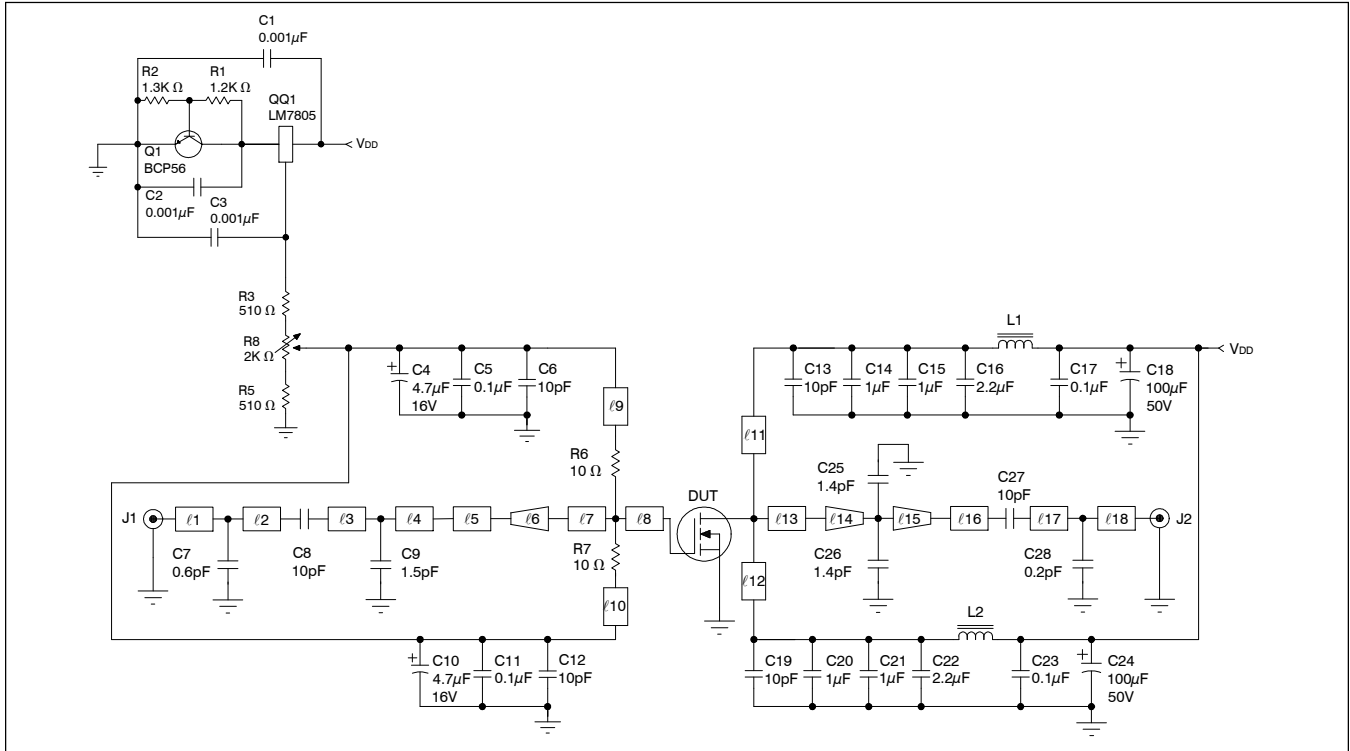 C1
0.001μF
R2
1.3K Ω
R1
1.2K Ω
QQ1
LM7805
VDD
Q1
BCP56
C2
0.001μF
C3
0.001μF
R3
510 Ω
R8
2K Ω
R5
510 Ω
C4
4.7μF
16V
C5
0.1μF
C6
10pF
ℓ9
R6
10 Ω
L1
VDD
C13
10pF
C14
1μF
C15
1μF
C16
2.2μF
C17
0.1μF
C18
100μF
50V
ℓ11
C25
1.4pF
C27
10pF
DUT
J1
ℓ1
ℓ2
ℓ3
ℓ4
ℓ5
ℓ6
ℓ7
ℓ8
ℓ13
ℓ14
ℓ15
ℓ16
ℓ17
ℓ18
J2
C7
0.6pF
C8
10pF
C9
1.5pF
R7
10 Ω
ℓ10
ℓ12
C26
1.4pF
C28
0.2pF
L2
C10
4.7μF
16V
C11
0.1μF
C12
10pF
C19
10pF
C20
1μF
C21
1μF
C22
2.2μF
C23
0.1μF
C24
100μF
50V